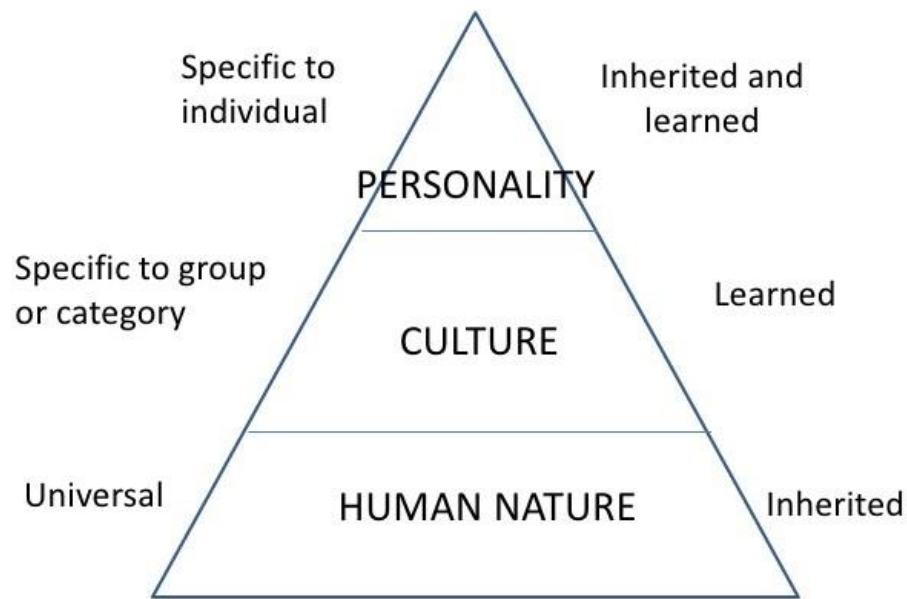 Specific to
individual
Inherited and
learned
PERSONALITY
Specific to group
or category
Learned
CULTURE
Universal
HUMAN NATURE
Inherited